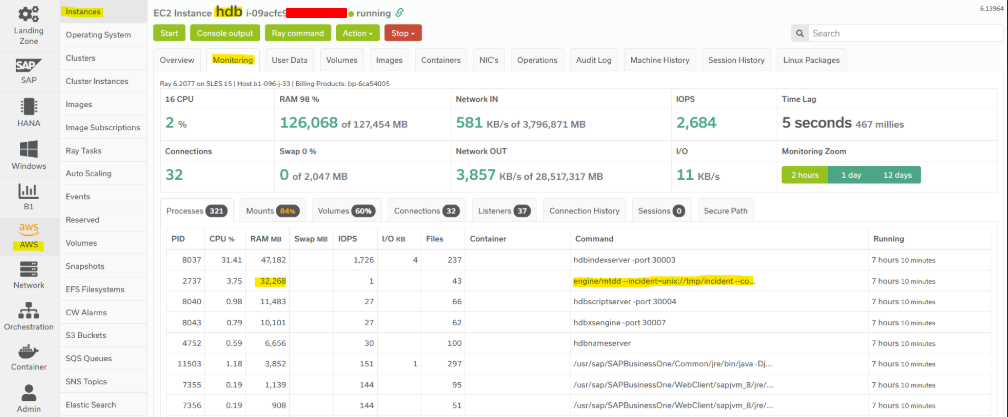 6.13964
Landing Zone
SAP
SAP
HANA
Windows
B1
aws
AWS
Network
Orchestration
Container
Admin
Instances
Operating System
Clusters
Cluster Instances
Images
Image Subscriptions
Ray Tasks
Auto Scaling
Events
Reserved
Volumes
Snapshots
EFS Filesystems
CW Alarms
S3 Buckets
SQS Queues
SNS Topics
Elastic Search
EC2 Instance hdb i-09acfc9 running
Start Console output Ray command Action Stop Search
Overview Monitoring User Data Volumes Images Containers NIC's Operations Audit Log Machine History Session History Linux Packages
Ray 6.2077 on SLES 15 | Host b1-096-j-33 | Billing Products: bp-6ca54005
16 CPU RAM 98 % Network IN IOPS Time Lag
2 % 126,068 of 127,454 MB 581 KB/s of 3,796,871 MB 2,684 5 seconds 467 millies
Connections Swap 0 % Network OUT I/O Monitoring Zoom
32 0 of 2,047 MB 3,857 KB/s of 28,517,317 MB 11 KB/s 2 hours 1 day 12 days
Processes 321 Mounts 84% Volumes 60% Connections 32 Listeners 37 Connection History Sessions 0 Secure Path
PID CPU % RAM MB Swap MB IOPS I/O KB Files Container Command Running
8037 31.41 47,182 1,726 4 237 hdbindexserver -port 30003 7 hours 10 minutes
2737 3.75 32,268 1 43 engine/mtdd --incident=unix://tmp/incident --co... 7 hours 10 minutes
8040 0.98 11,483 27 66 hdbscriptserver -port 30004 7 hours 10 minutes
8043 0.79 10,101 27 62 hdbxsengine -port 30007 7 hours 10 minutes
4752 0.59 6,656 30 100 hdbnameserver 7 hours 10 minutes
11503 1.18 3,852 151 1 297 /usr/sap/SAPBusinessOne/Common/jre/bin/java -Dj... 7 hours 10 minutes
7355 0.19 1,139 144 95 /usr/sap/SAPBusinessOne/WebClient/sapjvm_8/jre/... 7 hours 10 minutes
7356 0.19 908 144 51 /usr/sap/SAPBusinessOne/WebClient/sapjvm_8/jre/... 7 hours 10 minutes